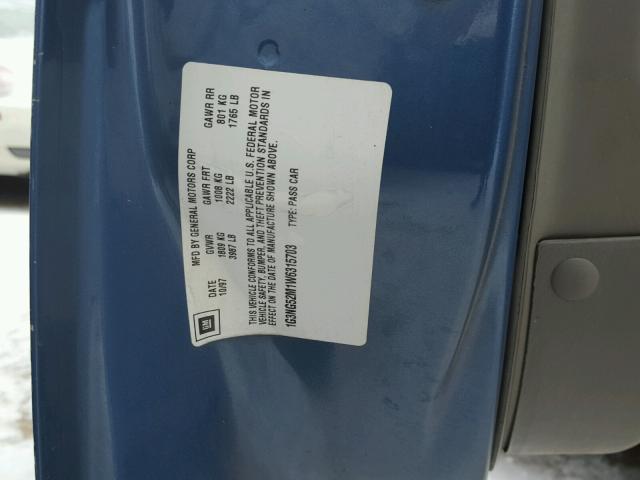 GM
MFD BY GENERAL MOTORS CORP
DATE GVWR GAWR FRT GAWR RR
10/97 1809 KG 1008 KG 801 KG
3987 LB 2222 LB 1765 LB
THIS VEHICLE CONFORMS TO ALL APPLICABLE U.S. FEDERAL MOTOR
VEHICLE SAFETY, BUMPER, AND THEFT PREVENTION STANDARDS IN
EFFECT ON THE DATE OF MANUFACTURE SHOWN ABOVE.
1G3NG52M1W6315703 TYPE: PASS CAR